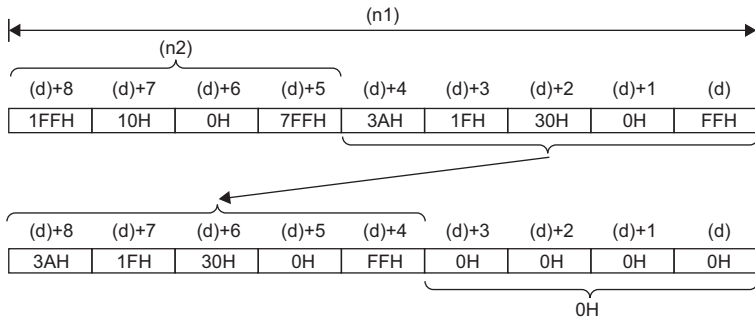 (n1)
(n2)
(d)+8 (d)+7 (d)+6 (d)+5 (d)+4 (d)+3 (d)+2 (d)+1 (d)
1FFH 10H 0H 7FFH 3AH 1FH 30H 0H FFH
(d)+8 (d)+7 (d)+6 (d)+5 (d)+4 (d)+3 (d)+2 (d)+1 (d)
3AH 1FH 30H 0H FFH 0H 0H 0H 0H
0H